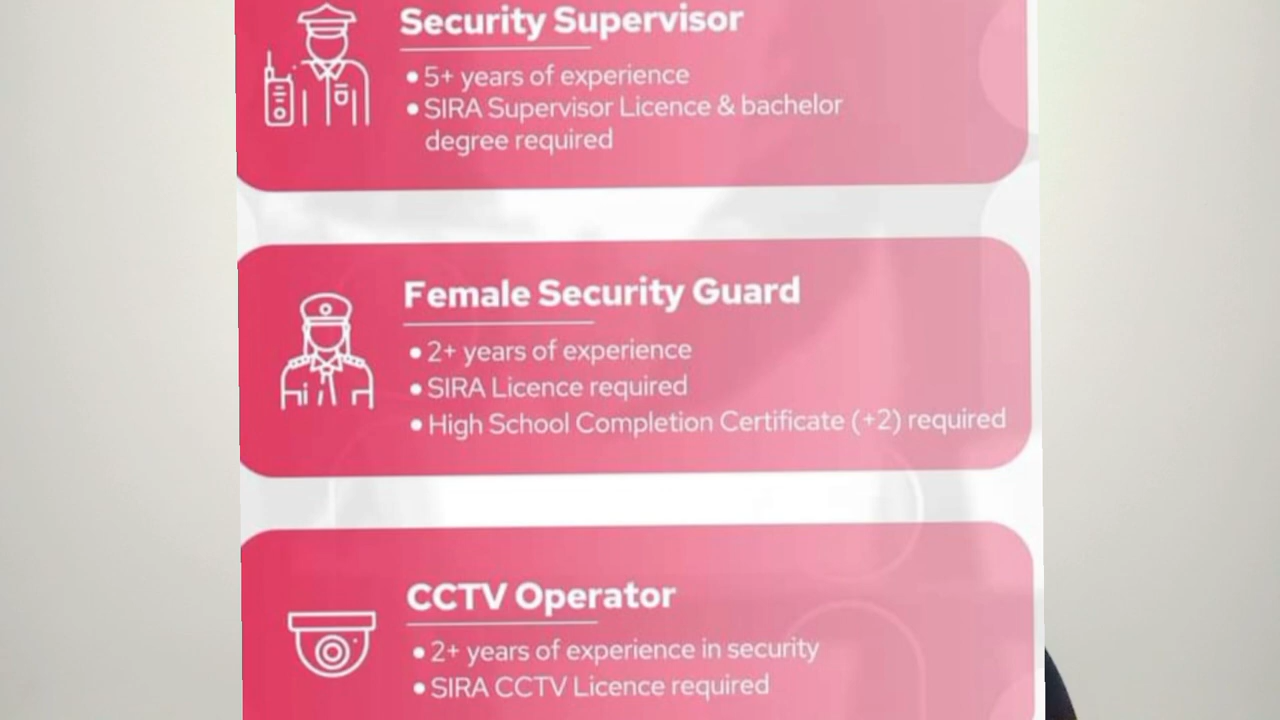 Security Supervisor
• 5+ years of experience
• SIRA Supervisor Licence & bachelor
degree required
Female Security Guard
• 2+ years of experience
• SIRA Licence required
• High School Completion Certificate (+2) required
CCTV Operator
• 2+ years of experience in security
• SIRA CCTV Licence required